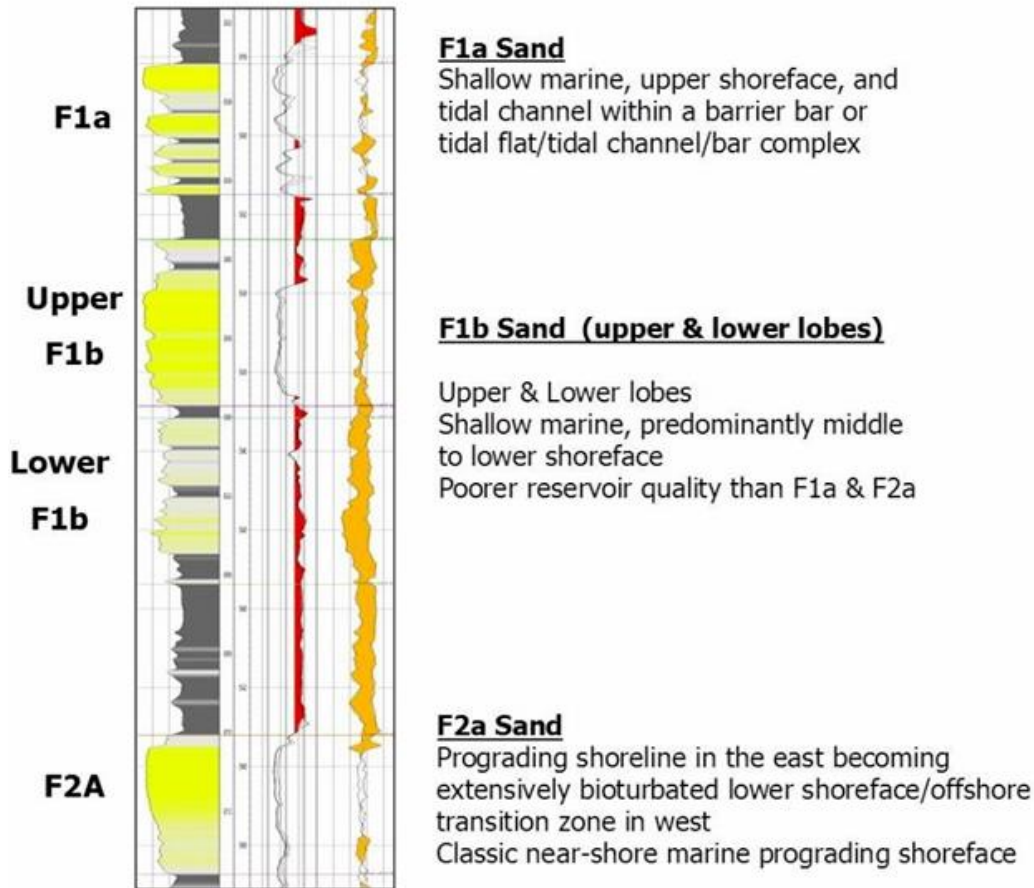 F1a
Upper
F1b
Lower
F1b
F2A
F1a Sand
Shallow marine, upper shoreface, and
tidal channel within a barrier bar or
tidal flat/tidal channel/bar complex
F1b Sand (upper & lower lobes)
Upper & Lower lobes
Shallow marine, predominantly middle
to lower shoreface
Poorer reservoir quality than F1a & F2a
F2a Sand
Prograding shoreline in the east becoming
extensively bioturbated lower shoreface/offshore
transition zone in west
Classic near-shore marine prograding shoreface